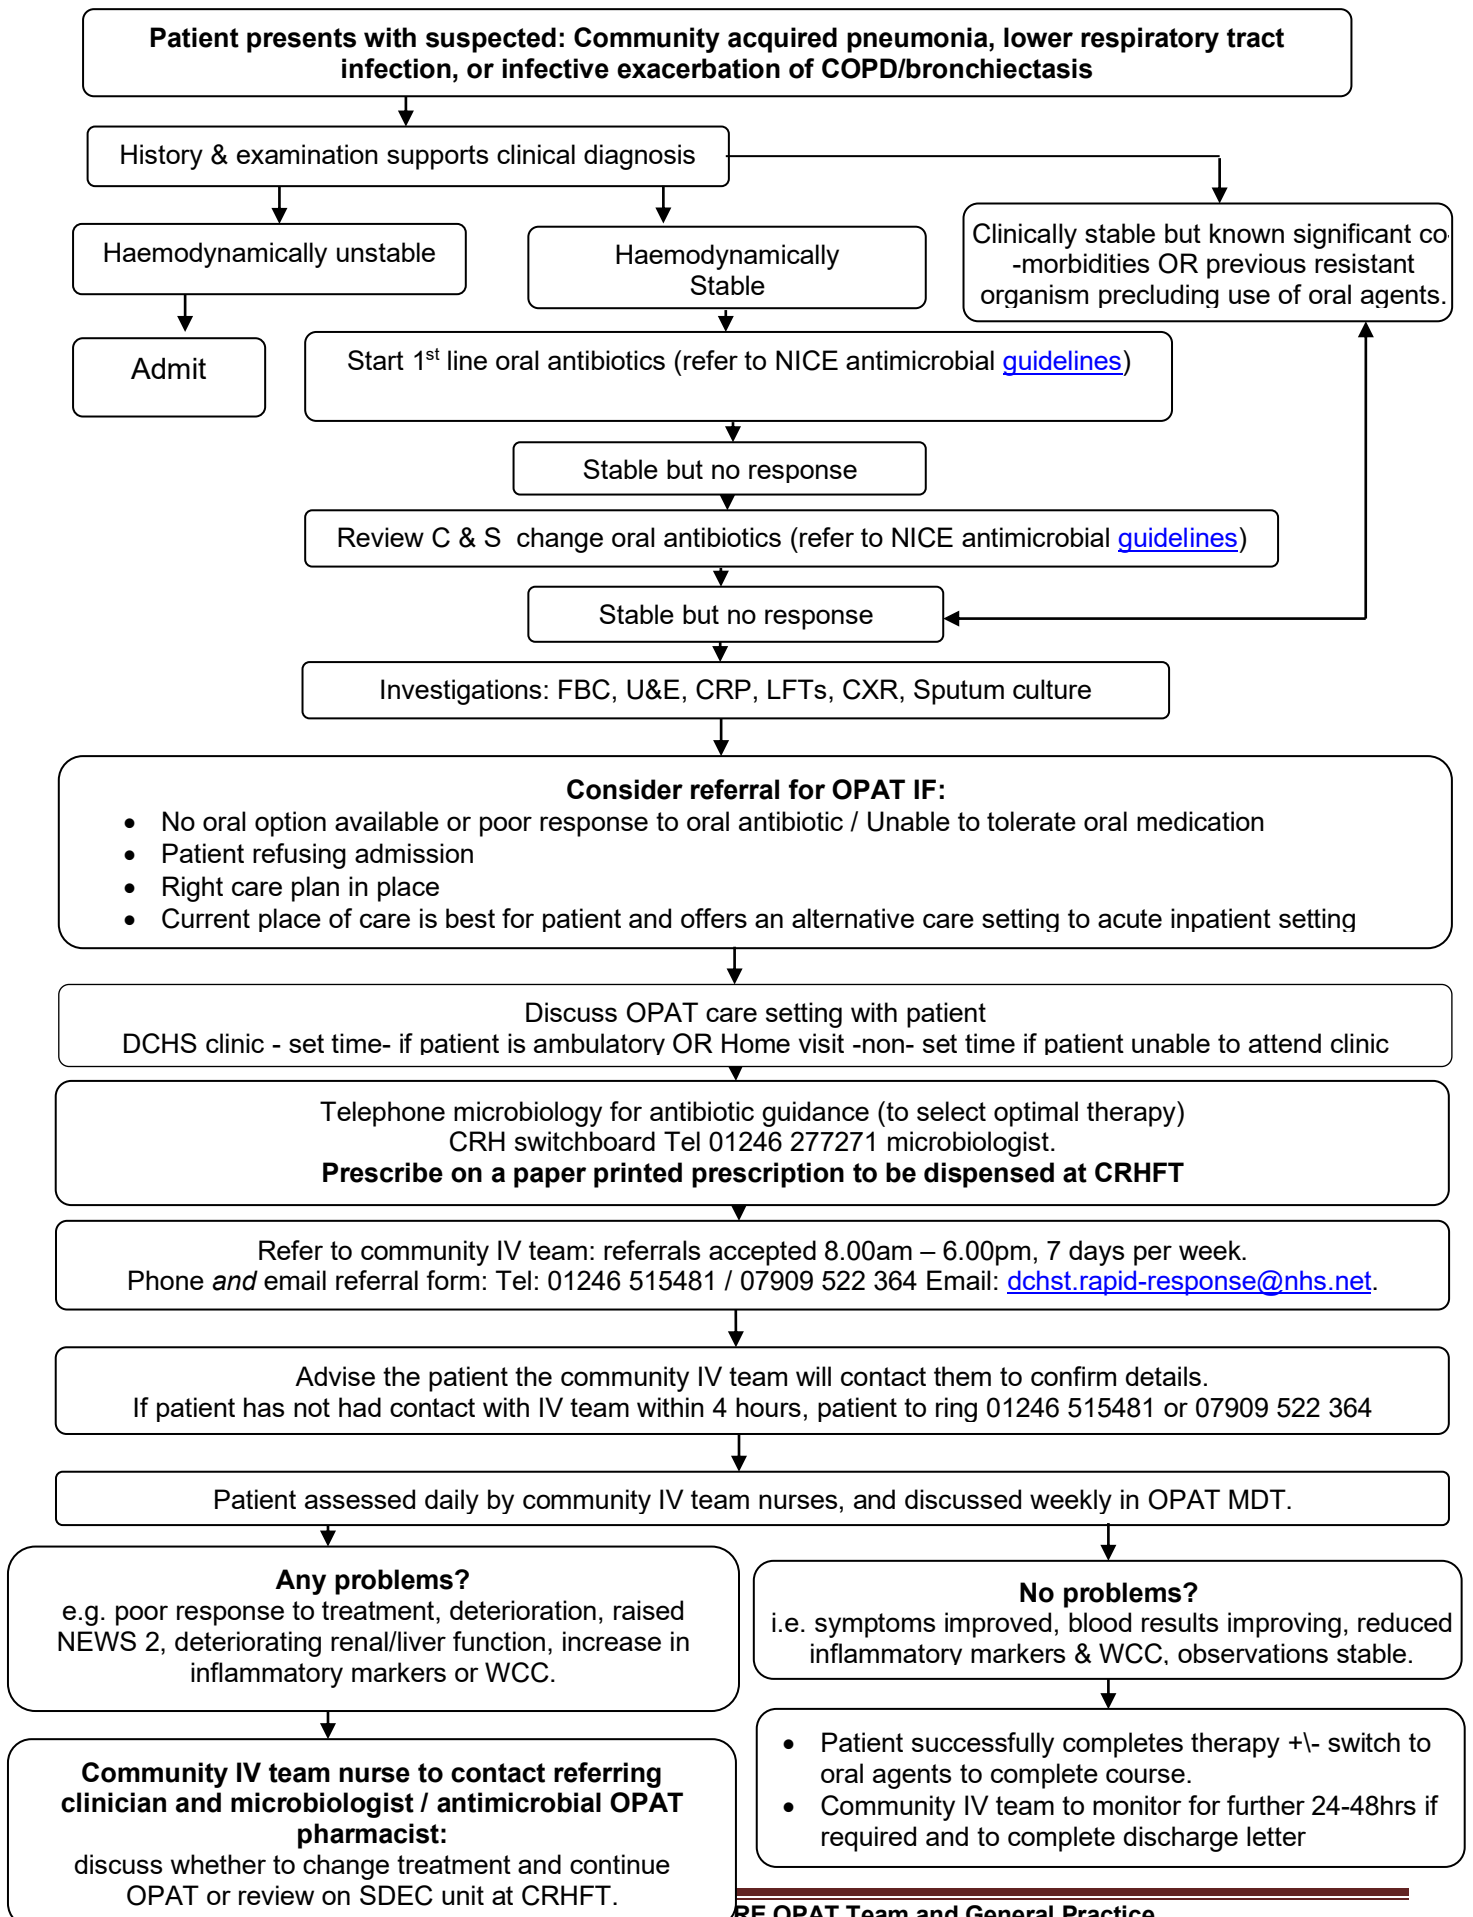 Patient presents with suspected: Community acquired pneumonia, lower respiratory tract
infection, or infective exacerbation of COPD/bronchiectasis
History & examination supports clinical diagnosis
Haemodynamically unstable
Haemodynamically
Stable
Clinically stable but known significant co-
-morbidities OR previous resistant
organism precluding use of oral agents.
Admit
Start 1st line oral antibiotics (refer to NICE antimicrobial guidelines)
Stable but no response
Review C & S  change oral antibiotics (refer to NICE antimicrobial guidelines)
Stable but no response
Investigations: FBC, U&E, CRP, LFTs, CXR, Sputum culture
Consider referral for OPAT IF:
• No oral option available or poor response to oral antibiotic / Unable to tolerate oral medication
• Patient refusing admission
• Right care plan in place
• Current place of care is best for patient and offers an alternative care setting to acute inpatient setting
Discuss OPAT care setting with patient
DCHS clinic - set time- if patient is ambulatory OR Home visit -non- set time if patient unable to attend clinic
Telephone microbiology for antibiotic guidance (to select optimal therapy)
CRH switchboard Tel 01246 277271 microbiologist.
Prescribe on a paper printed prescription to be dispensed at CRHFT
Refer to community IV team: referrals accepted 8.00am – 6.00pm, 7 days per week.
Phone and email referral form: Tel: 01246 515481 / 07909 522 364 Email: dchst.rapid-response@nhs.net.
Advise the patient the community IV team will contact them to confirm details.
If patient has not had contact with IV team within 4 hours, patient to ring 01246 515481 or 07909 522 364
Patient assessed daily by community IV team nurses, and discussed weekly in OPAT MDT.
Any problems?
e.g. poor response to treatment, deterioration, raised
NEWS 2, deteriorating renal/liver function, increase in
inflammatory markers or WCC.
No problems?
i.e. symptoms improved, blood results improving, reduced
inflammatory markers & WCC, observations stable.
Community IV team nurse to contact referring
clinician and microbiologist / antimicrobial OPAT
pharmacist:
discuss whether to change treatment and continue
OPAT or review on SDEC unit at CRHFT.
• Patient successfully completes therapy +\- switch to
oral agents to complete course.
• Community IV team to monitor for further 24-48hrs if
required and to complete discharge letter
RE OPAT Team and General Practice